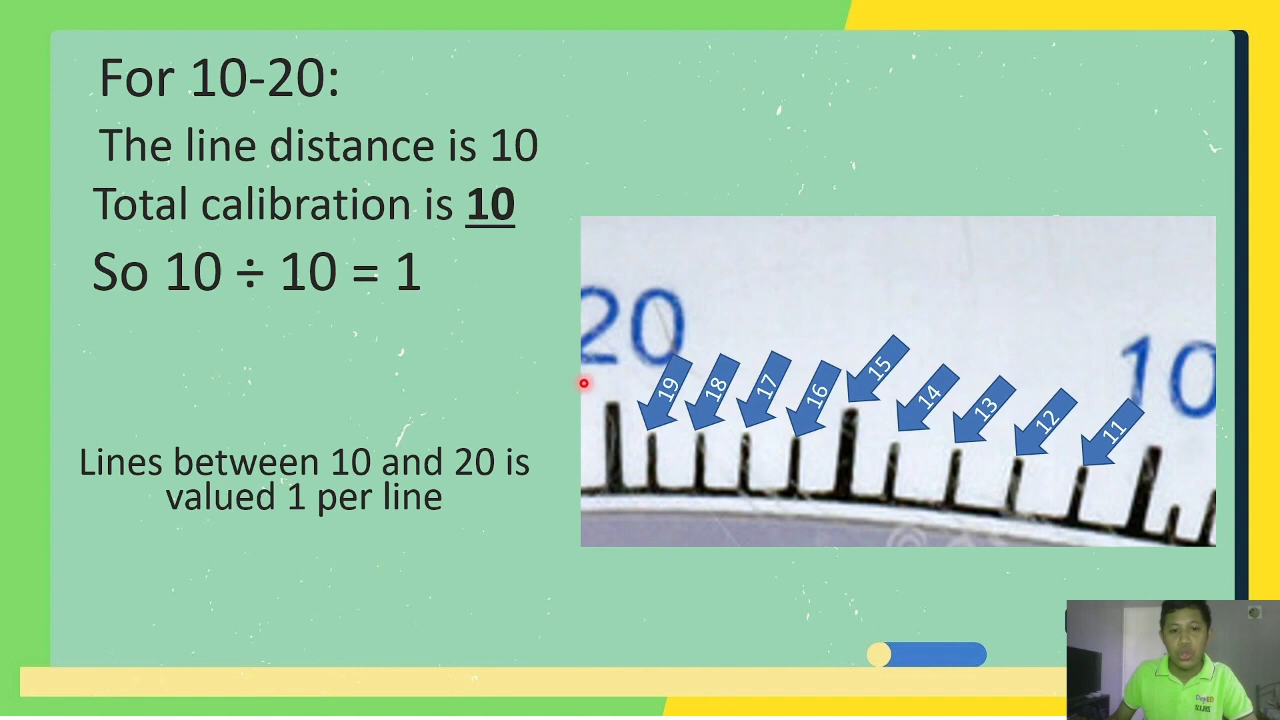 For 10-20:
The line distance is 10
Total calibration is 10
So 10 ÷ 10 = 1
Lines between 10 and 20 is
valued 1 per line
20
10
19
18
17
16
15
14
13
12
11
DepED